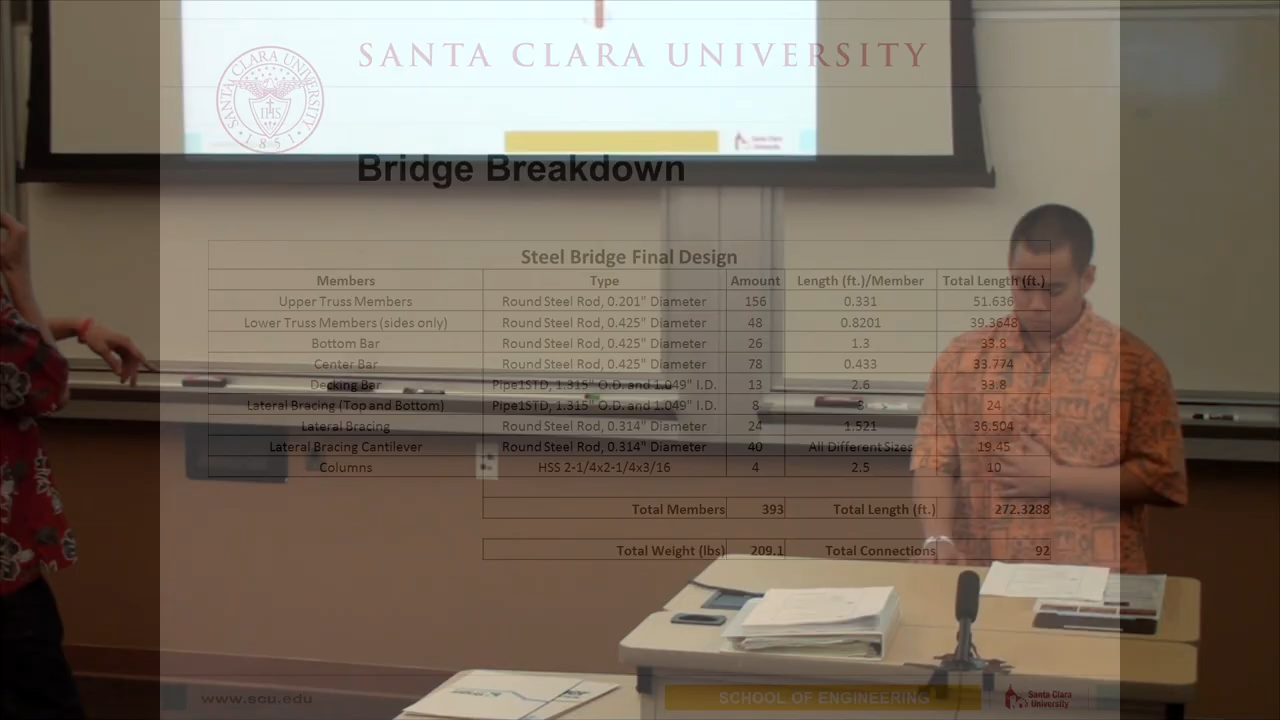 SANTA CLARA UNIVERSITY
SANTA CLARA UNIVERSITY
IHS
1851
Santa Clara
University
Bridge Breakdown
Steel Bridge Final Design
Members Type Amount Length (ft.)/Member Total Length (ft.)
Upper Truss Members Round Steel Rod, 0.201" Diameter 156 0.331 51.636
Lower Truss Members (sides only) Round Steel Rod, 0.425" Diameter 48 0.8201 39.3648
Bottom Bar Round Steel Rod, 0.425" Diameter 26 1.3 33.8
Center Bar Round Steel Rod, 0.425" Diameter 78 0.433 33.774
Decking Bar Pipe1STD, 1.315" O.D. and 1.049" I.D. 13 2.6 33.8
Lateral Bracing (Top and Bottom) Pipe1STD, 1.315" O.D. and 1.049" I.D. 8 3 24
Lateral Bracing Round Steel Rod, 0.314" Diameter 24 1.521 36.504
Lateral Bracing Cantilever Round Steel Rod, 0.314" Diameter 40 All Different Sizes 19.45
Columns HSS 2-1/4x2-1/4x3/16 4 2.5 10
Total Members 393 Total Length (ft.) 272.3288
Total Weight (lbs) 209.1 Total Connections 92
www.scu.edu SCHOOL OF ENGINEERING Santa Clara
University